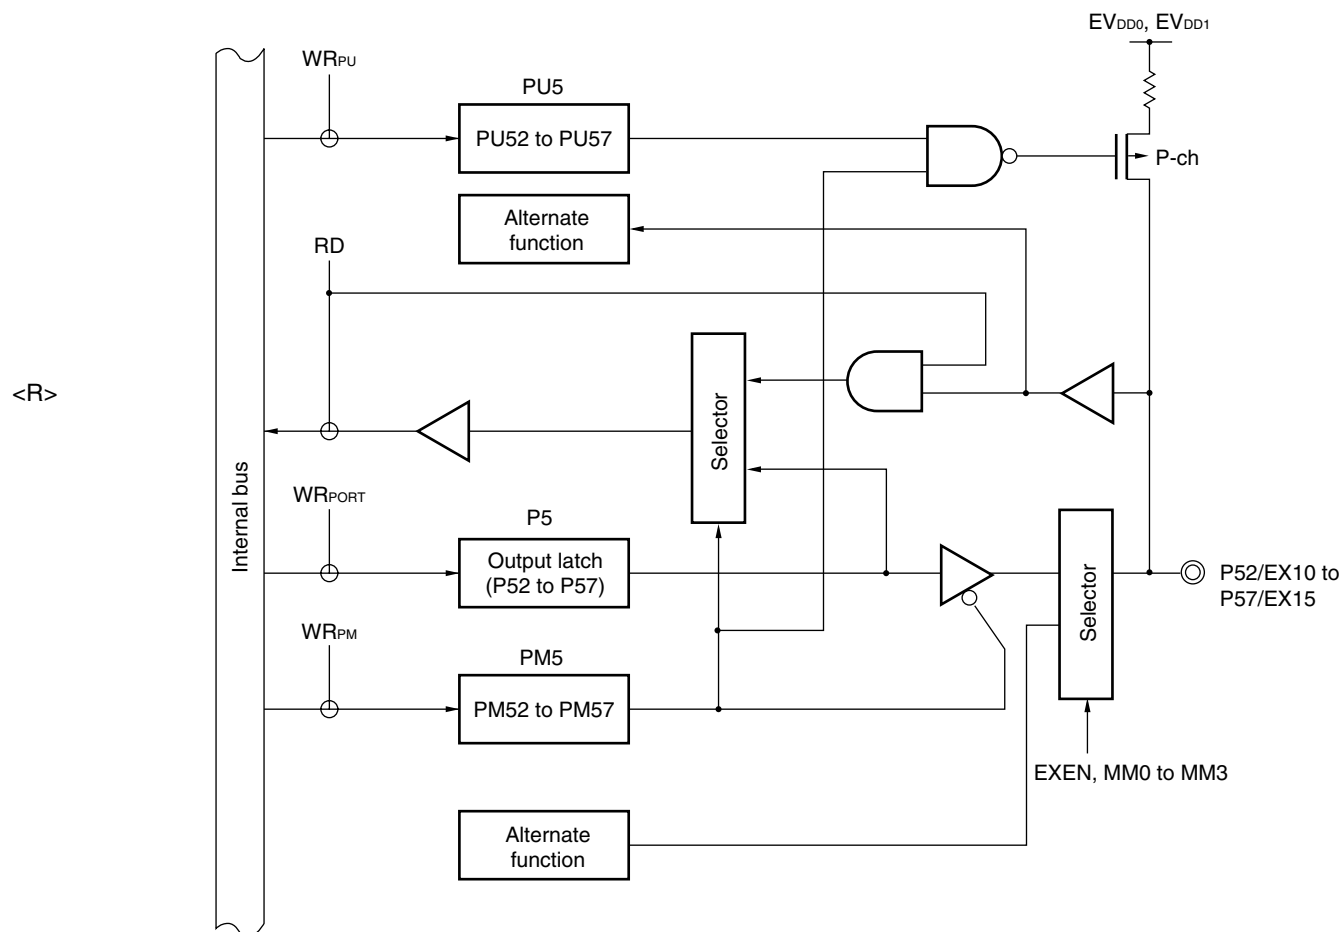 EVDD0, EVDD1
WRPU
PU5
PU52 to PU57
P-ch
Alternate
function
RD
<R>
Selector
Internal bus
WRPORT
P5
Output latch
(P52 to P57)
Selector
P52/EX10 to
P57/EX15
WRPM
PM5
PM52 to PM57
EXEN, MM0 to MM3
Alternate
function